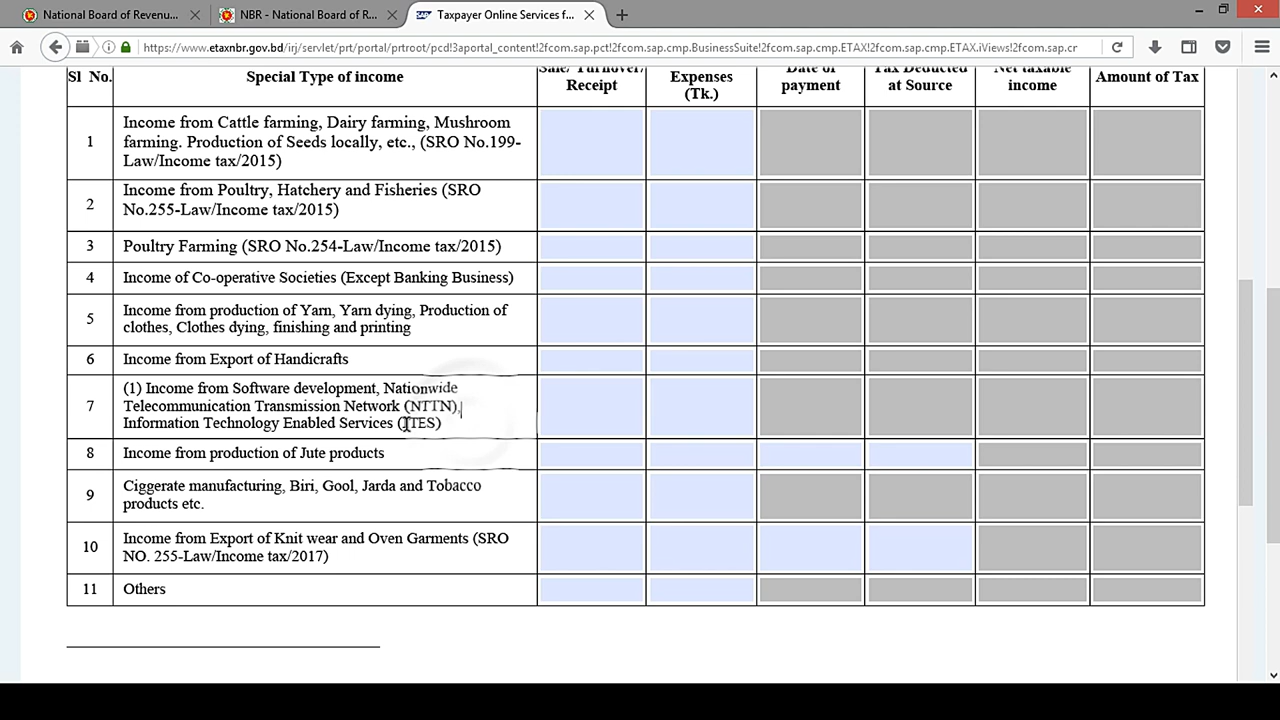 National Board of Revenu...
NBR - National Board of R...
Taxpayer Online Services f...
https://www.etaxnbr.gov.bd/irj/servlet/prt/portal/prtroot/pcd!3aportal_content!2fcom.sap.pct!2fcom.sap.cmp.BusinessSuite!2fcom.sap.cmp.ETAX!2fcom.sap.cmp.ETAX.iViews!2fcom.sap.cr
Sl No.
Special Type of income
Sale/ Turnover/
Receipt
Expenses
(Tk.)
Date of
payment
Tax Deducted
at Source
Net taxable
income
Amount of Tax
1
Income from Cattle farming, Dairy farming, Mushroom
farming. Production of Seeds locally, etc., (SRO No.199-
Law/Income tax/2015)
2
Income from Poultry, Hatchery and Fisheries (SRO
No.255-Law/Income tax/2015)
3
Poultry Farming (SRO No.254-Law/Income tax/2015)
4
Income of Co-operative Societies (Except Banking Business)
5
Income from production of Yarn, Yarn dying, Production of
clothes, Clothes dying, finishing and printing
6
Income from Export of Handicrafts
7
(1) Income from Software development, Nationwide
Telecommunication Transmission Network (NTTN),
Information Technology Enabled Services (ITES)
8
Income from production of Jute products
9
Ciggerate manufacturing, Biri, Gool, Jarda and Tobacco
products etc.
10
Income from Export of Knit wear and Oven Garments (SRO
NO. 255-Law/Income tax/2017)
11
Others